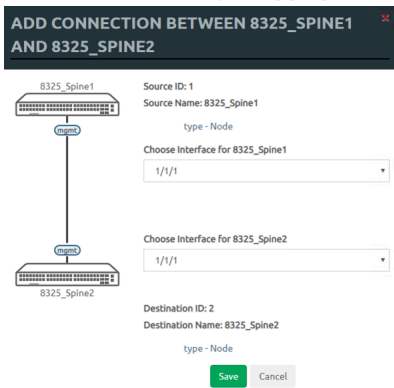 ADD CONNECTION BETWEEN 8325_SPINE1
AND 8325_SPINE2
8325_Spine1
mgmt
Source ID: 1
Source Name: 8325_Spine1
type - Node
Choose Interface for 8325_Spine1
1/1/1
Choose Interface for 8325_Spine2
1/1/1
mgmt
8325_Spine2
Destination ID: 2
Destination Name: 8325_Spine2
type - Node
Save
Cancel